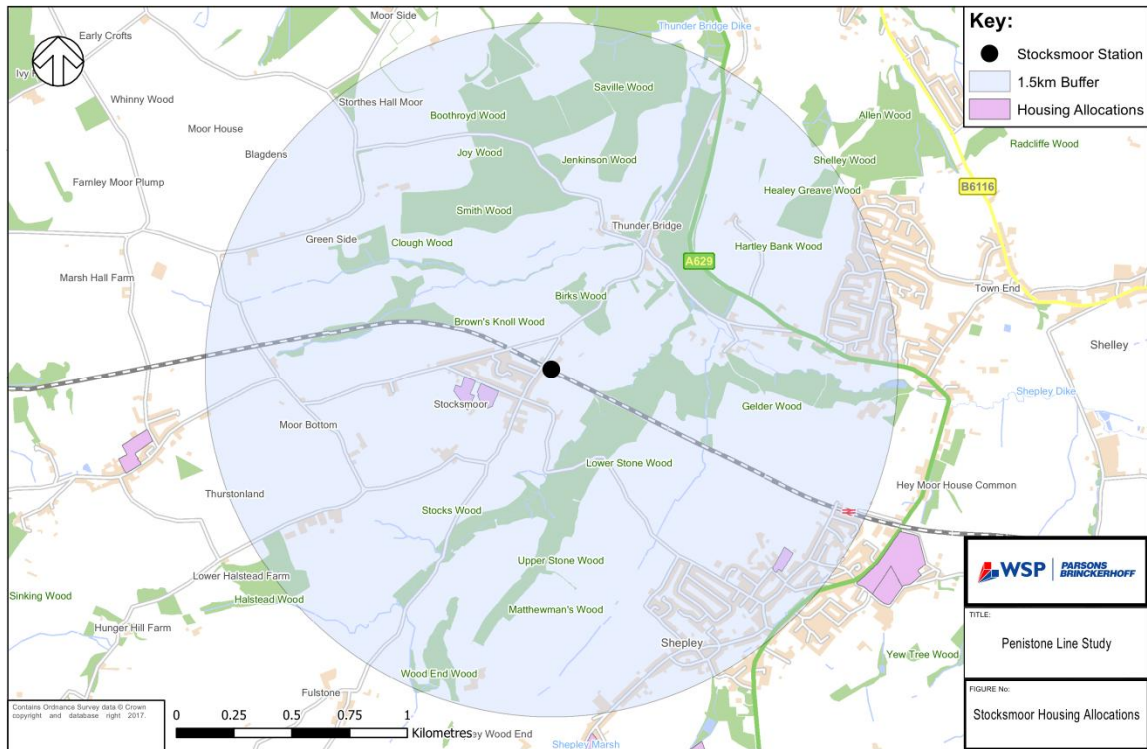 Moor Side
Early Crofts
Thunder Bridge Dike
Ivy
Whinny Wood
Storthes Hall Moor
Saville Wood
Boothroyd Wood
Allen Wood
Moor House
Blagdens
Joy Wood
Jenkinson Wood
Shelley Wood
Radcliffe Wood
Farnley Moor Plump
Healey Greave Wood
B6116
Smith Wood
Thunder Bridge
Green Side
Clough Wood
Hartley Bank Wood
A629
Marsh Hall Farm
Town End
Birks Wood
Brown's Knoll Wood
Shelley
Shepley Dike
Stocksmoor
Gelder Wood
Moor Bottom
Lower Stone Wood
Hey Moor House Common
Thurstonland
Stocks Wood
Upper Stone Wood
Lower Halstead Farm
Sinking Wood
Halstead Wood
Matthewman's Wood
Hunger Hill Farm
Shepley
Yew Tree Wood
Wood End Wood
Fulstone
ey Wood End
Shepley Marsh
Key:
Stocksmoor Station
1.5km Buffer
Housing Allocations
WSP | PARSONS
BRINCKERHOFF
TITLE:
Penistone Line Study
FIGURE No:
Stocksmoor Housing Allocations
Contains Ordnance Survey data © Crown
copyright and database right 2017.
0 0.25 0.5 0.75 1
Kilometres